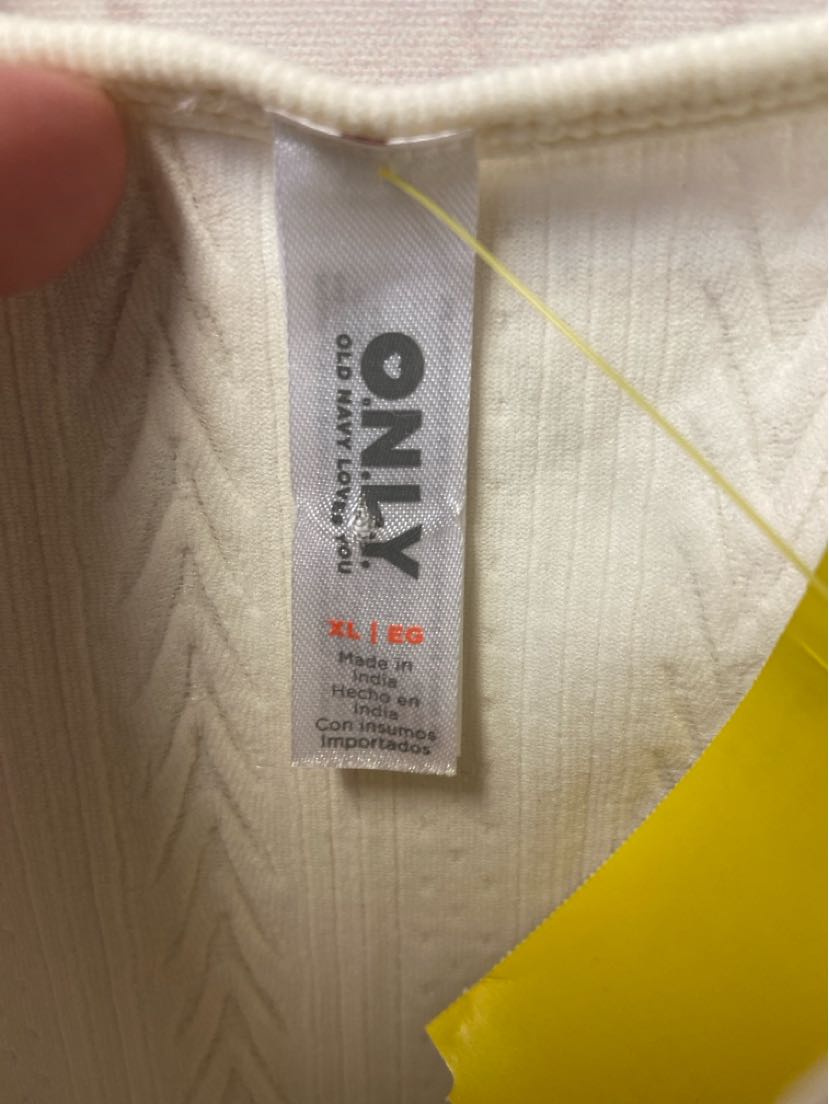 O.N.L.Y.
OLD NAVY LOVES YOU
XL | EG
Made in
India
Hecho en
India
Con insumos
Importados